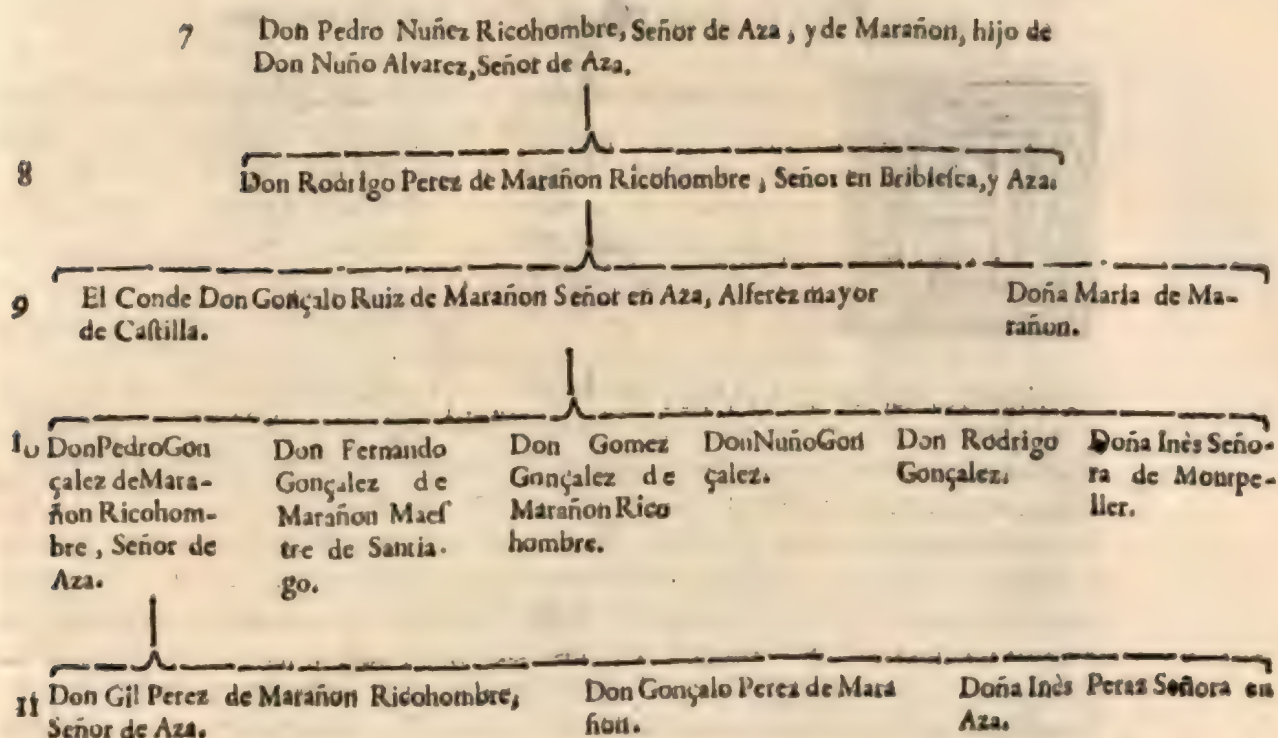 7 Don Pedro Nuñez Ricohombre, Señor de Aza, y de Marañon, hijo de
Don Nuño Alvarez, Señor de Aza.
8 Don Rodrigo Perez de Marañon Ricohombre, Señor en Bribiesca, y Aza.
9 El Conde Don Gonçalo Ruiz de Marañon Señor en Aza, Alferez mayor
de Castilla.
Doña Maria de Ma-
rañon.
10 Don Pedro Gon
çalez de Mara-
ñon Ricohom-
bre, Señor de
Aza.
Don Fernando
Gonçalez de
Marañon Maes
tre de Santia-
go.
Don Gomez
Gonçalez de
Marañon Rico
hombre.
Don Nuño Gon
çalez.
Don Rodrigo
Gonçalez.
Doña Inès Seño-
ra de Monpe-
ller.
11 Don Gil Perez de Marañon Ricohombre,
Señor de Aza.
Don Gonçalo Perez de Mara
ñon.
Doña Inès Perez Señora en
Aza.